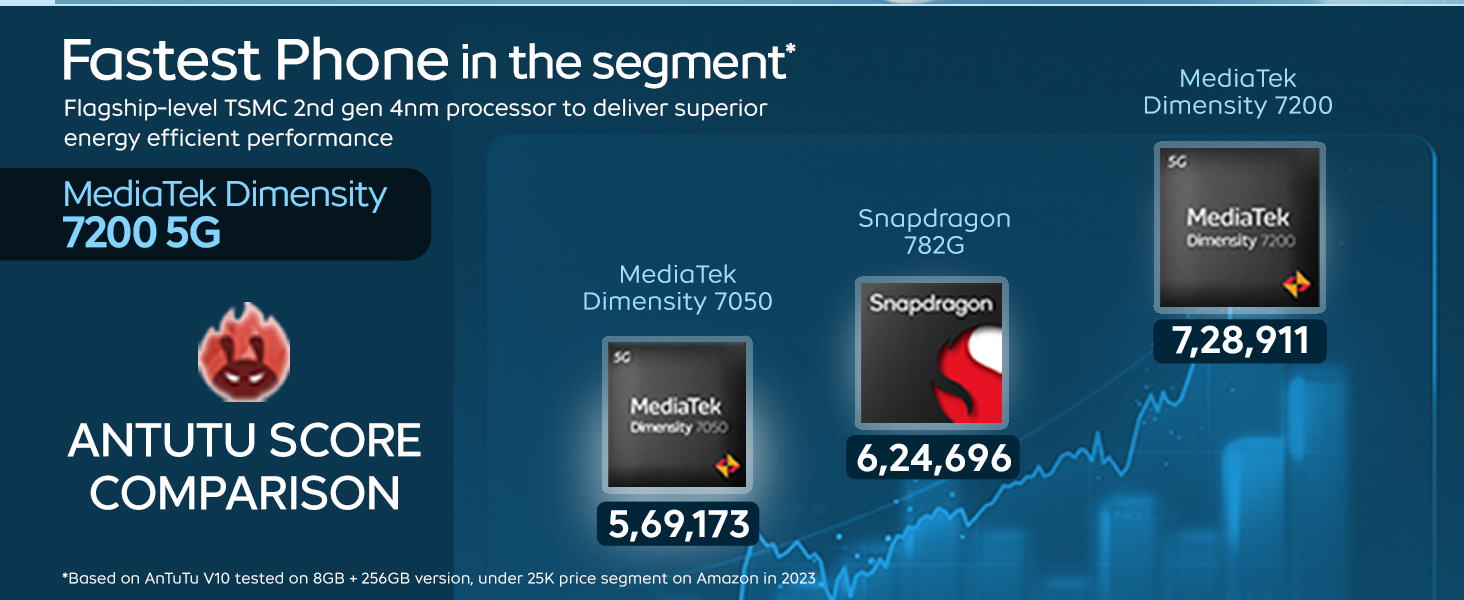 Fastest Phone in the segment*
Flagship-level TSMC 2nd gen 4nm processor to deliver superior
energy efficient performance
MediaTek Dimensity
7200 5G
ANTUTU SCORE
COMPARISON
MediaTek
Dimensity 7050
5G
MediaTek
Dimensity 7050
5,69,173
Snapdragon
782G
Snapdragon
6,24,696
MediaTek
Dimensity 7200
5G
MediaTek
Dimensity 7200
7,28,911
*Based on AnTuTu V10 tested on 8GB + 256GB version, under 25K price segment on Amazon in 2023